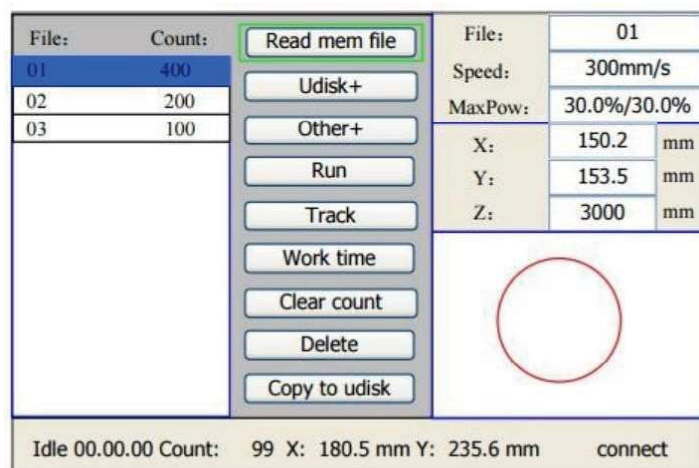 File: Count:
01 400
02 200
03 100
Read mem file
Udisk+
Other+
Run
Track
Work time
Clear count
Delete
Copy to udisk
File: 01
Speed: 300mm/s
MaxPow: 30.0%/30.0%
X: 150.2 mm
Y: 153.5 mm
Z: 3000 mm
Idle 00.00.00 Count: 99 X: 180.5 mm Y: 235.6 mm connect